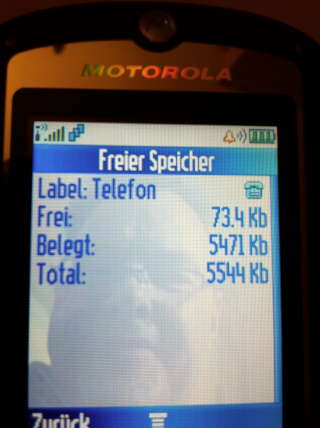 MOTOROLA
Freier Speicher
Label: Telefon
Frei: 73.4 Kb
Belegt: 5471 Kb
Total: 5544 Kb
Zurück